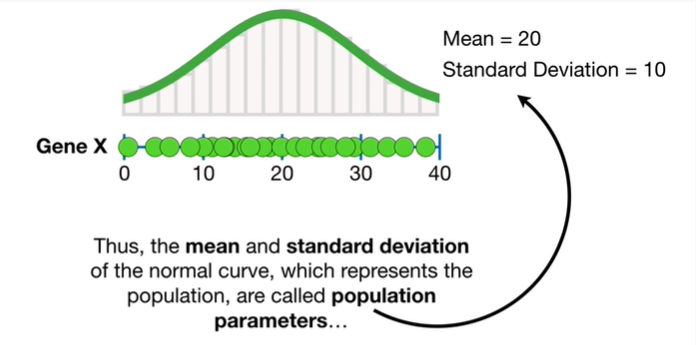 Mean = 20
Standard Deviation = 10
Gene X
0 10 20 30 40
Thus, the mean and standard deviation
of the normal curve, which represents the
population, are called population
parameters…